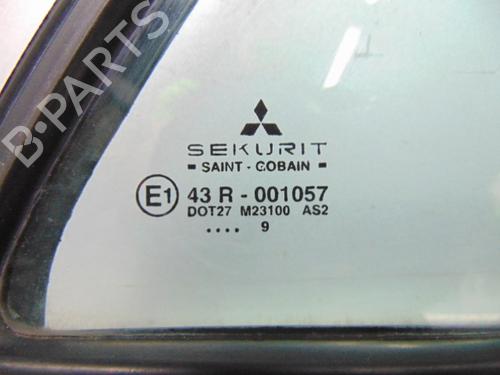 B-PARTS
SEKURIT
- SAINT - GOBAIN -
E1 43 R - 001057
DOT27 M23100 AS2
.... 9